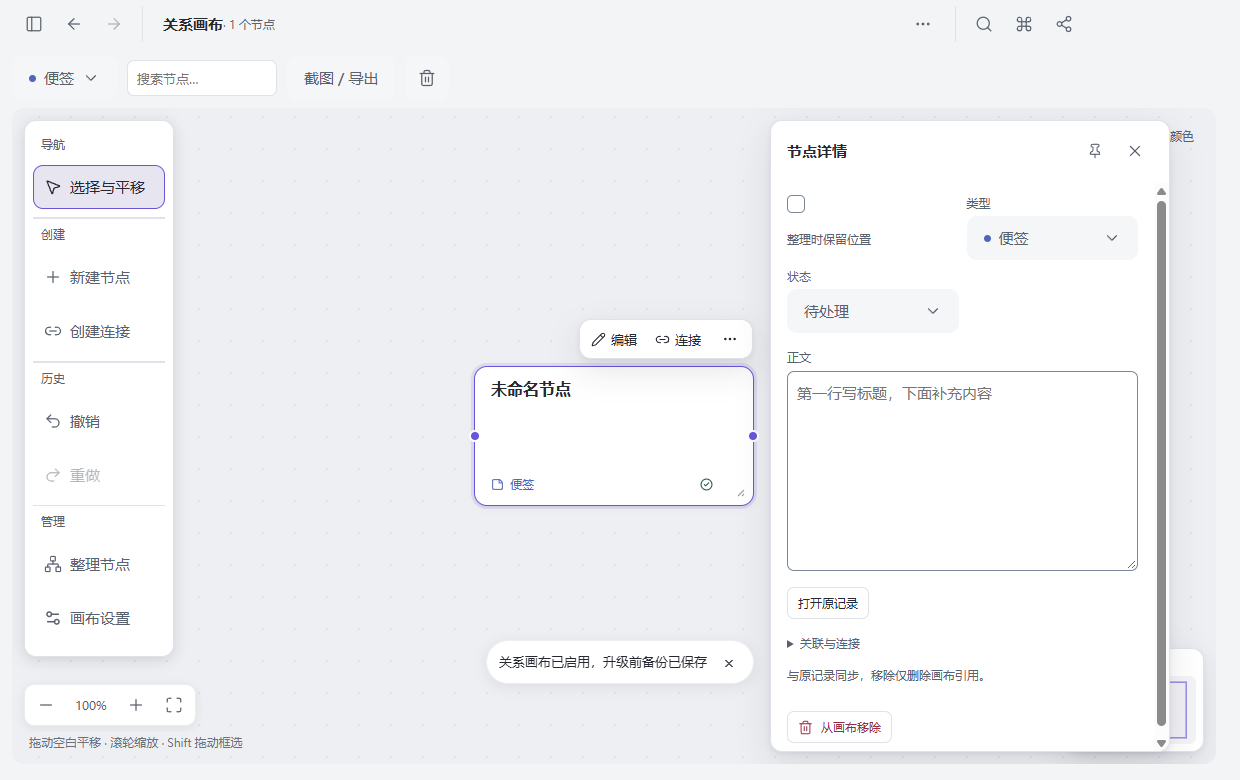 关系画布 · 1 个节点
便签
搜索节点...
截图 / 导出
导航
选择与平移
创建
新建节点
创建连接
历史
撤销
重做
管理
整理节点
画布设置
100%
拖动空白平移 · 滚轮缩放 · Shift 拖动框选
编辑
连接
未命名节点
便签
关系画布已启用，升级前备份已保存
颜色
节点详情
整理时保留位置
类型
便签
状态
待处理
正文
第一行写标题，下面补充内容
打开原记录
关联与连接
与原记录同步，移除仅删除画布引用。
从画布移除